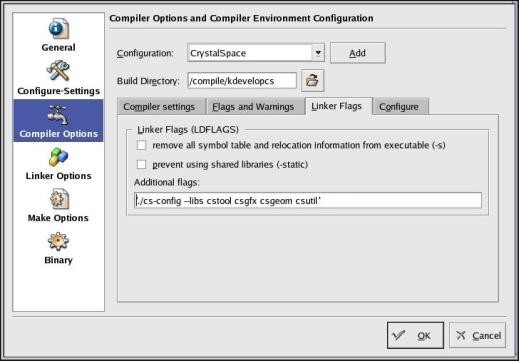 Compiler Options and Compiler Environment Configuration
General
Configure-Settings
Compiler Options
Linker Options
Make Options
Binary
Configuration: CrystalSpace Add
Build Directory: /compile/kdevelopcs
Compiler settings Flags and Warnings Linker Flags Configure
Linker Flags (LDFLAGS)
remove all symbol table and relocation information from executable (-s)
prevent using shared libraries (-static)
Additional flags:
`./cs-config --libs cstool csgfx csgeom csutil`
OK Cancel